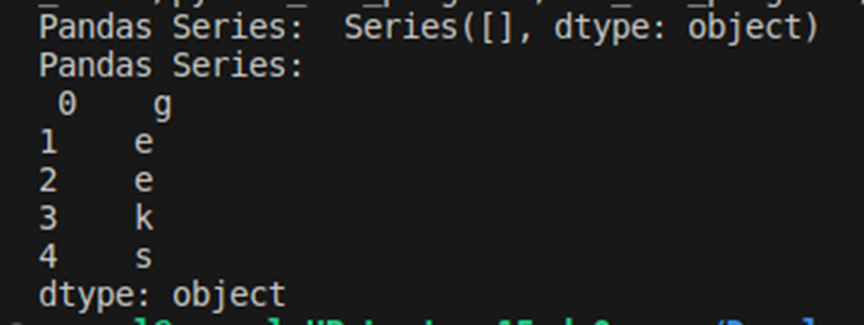 Pandas Series:  Series([], dtype: object)
Pandas Series:
 0    g
1    e
2    e
3    k
4    s
dtype: object